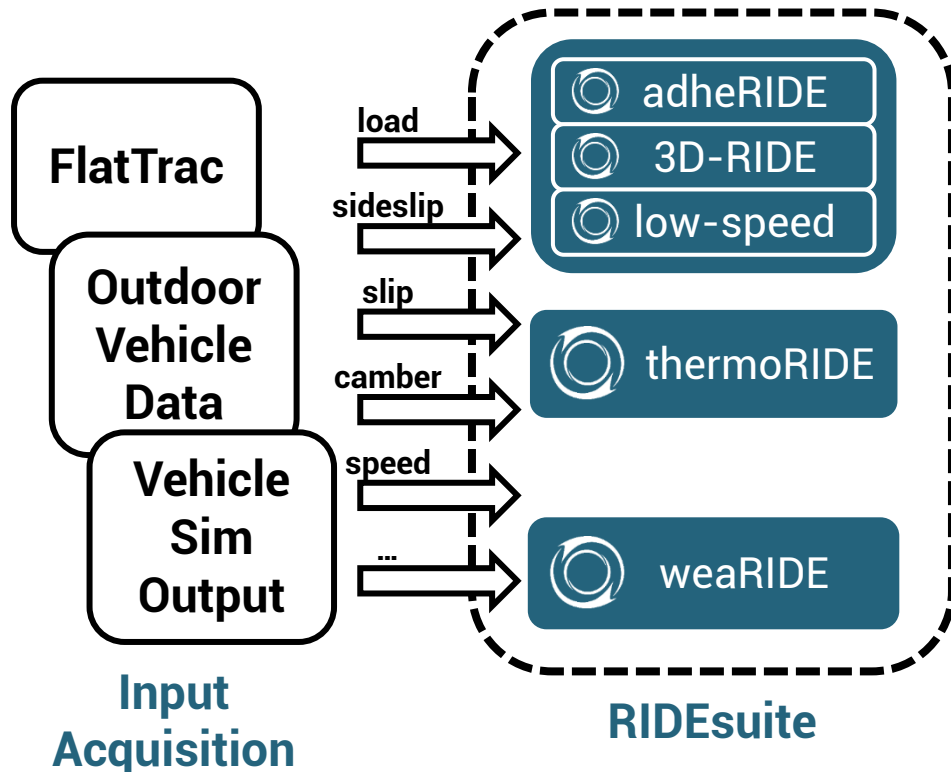 FlatTrac
Outdoor
Vehicle
Data
Vehicle
Sim
Output
Input
Acquisition
load
sideslip
slip
camber
speed
...
adheRIDE
3D-RIDE
low-speed
thermoRIDE
weaRIDE
RIDEsuite